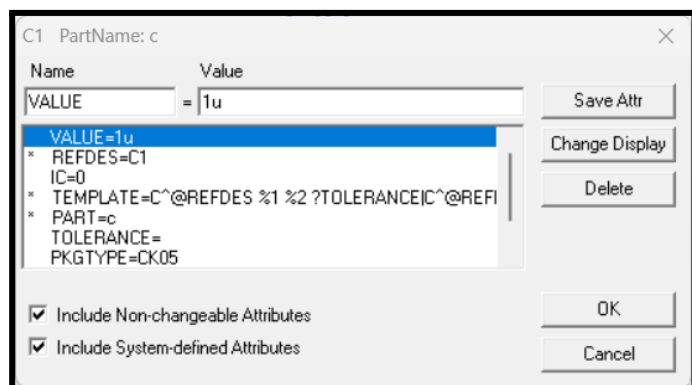 C1 PartName: c
Name Value
VALUE = 1u
Save Attr
VALUE=1u
Change Display
* REFDES=C1
IC=0
Delete
* TEMPLATE=C^@REFDES %1 %2 ?TOLERANCE|C^@REFI
* PART=c
TOLERANCE=
PKGTYPE=CK05
Include Non-changeable Attributes
OK
Include System-defined Attributes
Cancel